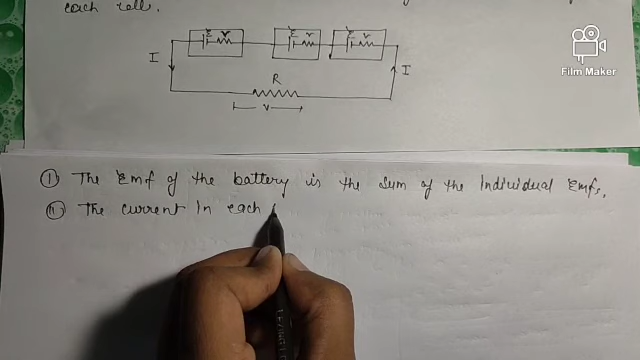 each cell.
ε r ε r ε r
I
R
I
V
Film Maker
(I) The Emf of the battery is the sum of the Individual Emfs.
(II) The current In each